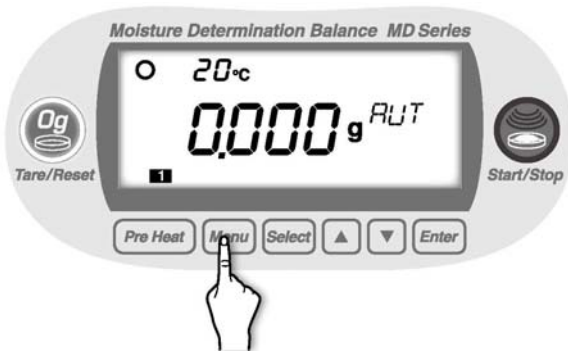 Moisture Determination Balance MD Series
20°C
0.000 g AUT
0g
Tare/Reset
1
Start/Stop
Pre Heat Menu Select ▲ ▼ Enter